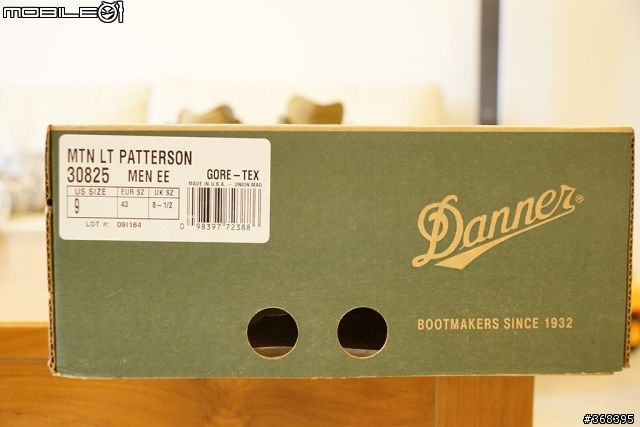 MOBILE01
MTN LT PATTERSON
30825 MEN EE GORE-TEX
MADE IN U.S.A. - UNION MAD
US SIZE EUR SZ UK SZ
9 43 8-1/2
LOT #: 091164
0 98397 72388
Danner®
BOOTMAKERS SINCE 1932
#368395